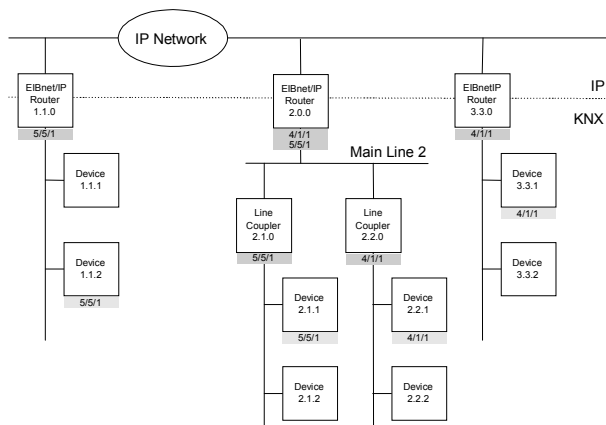 IP Network
EIBnet/IP
Router
1.1.0
5/5/1
EIBnet/IP
Router
2.0.0
4/1/1
5/5/1
EIBnetIP
Router
3.3.0
4/1/1
IP
KNX
Main Line 2
Device
1.1.1
Device
3.3.1
4/1/1
Line
Coupler
2.1.0
5/5/1
Line
Coupler
2.2.0
4/1/1
Device
1.1.2
5/5/1
Device
3.3.2
Device
2.1.1
5/5/1
Device
2.2.1
4/1/1
Device
2.1.2
Device
2.2.2